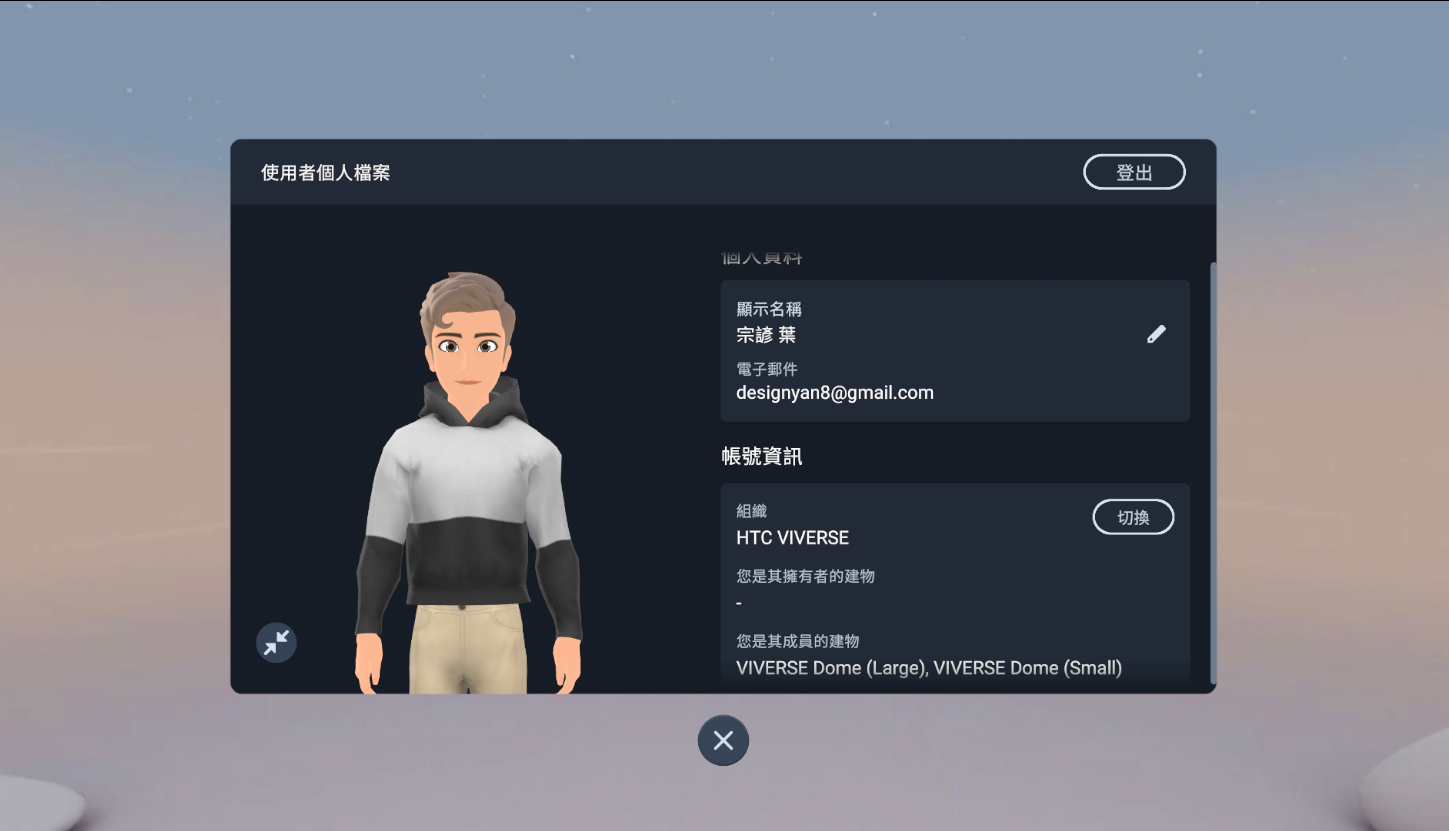 使用者個人檔案
登出
個人資料
顯示名稱
宗諺 葉
電子郵件
designyan8@gmail.com
帳號資訊
組織
切換
HTC VIVERSE
您是其擁有者的建物
-
您是其成員的建物
VIVERSE Dome (Large), VIVERSE Dome (Small)